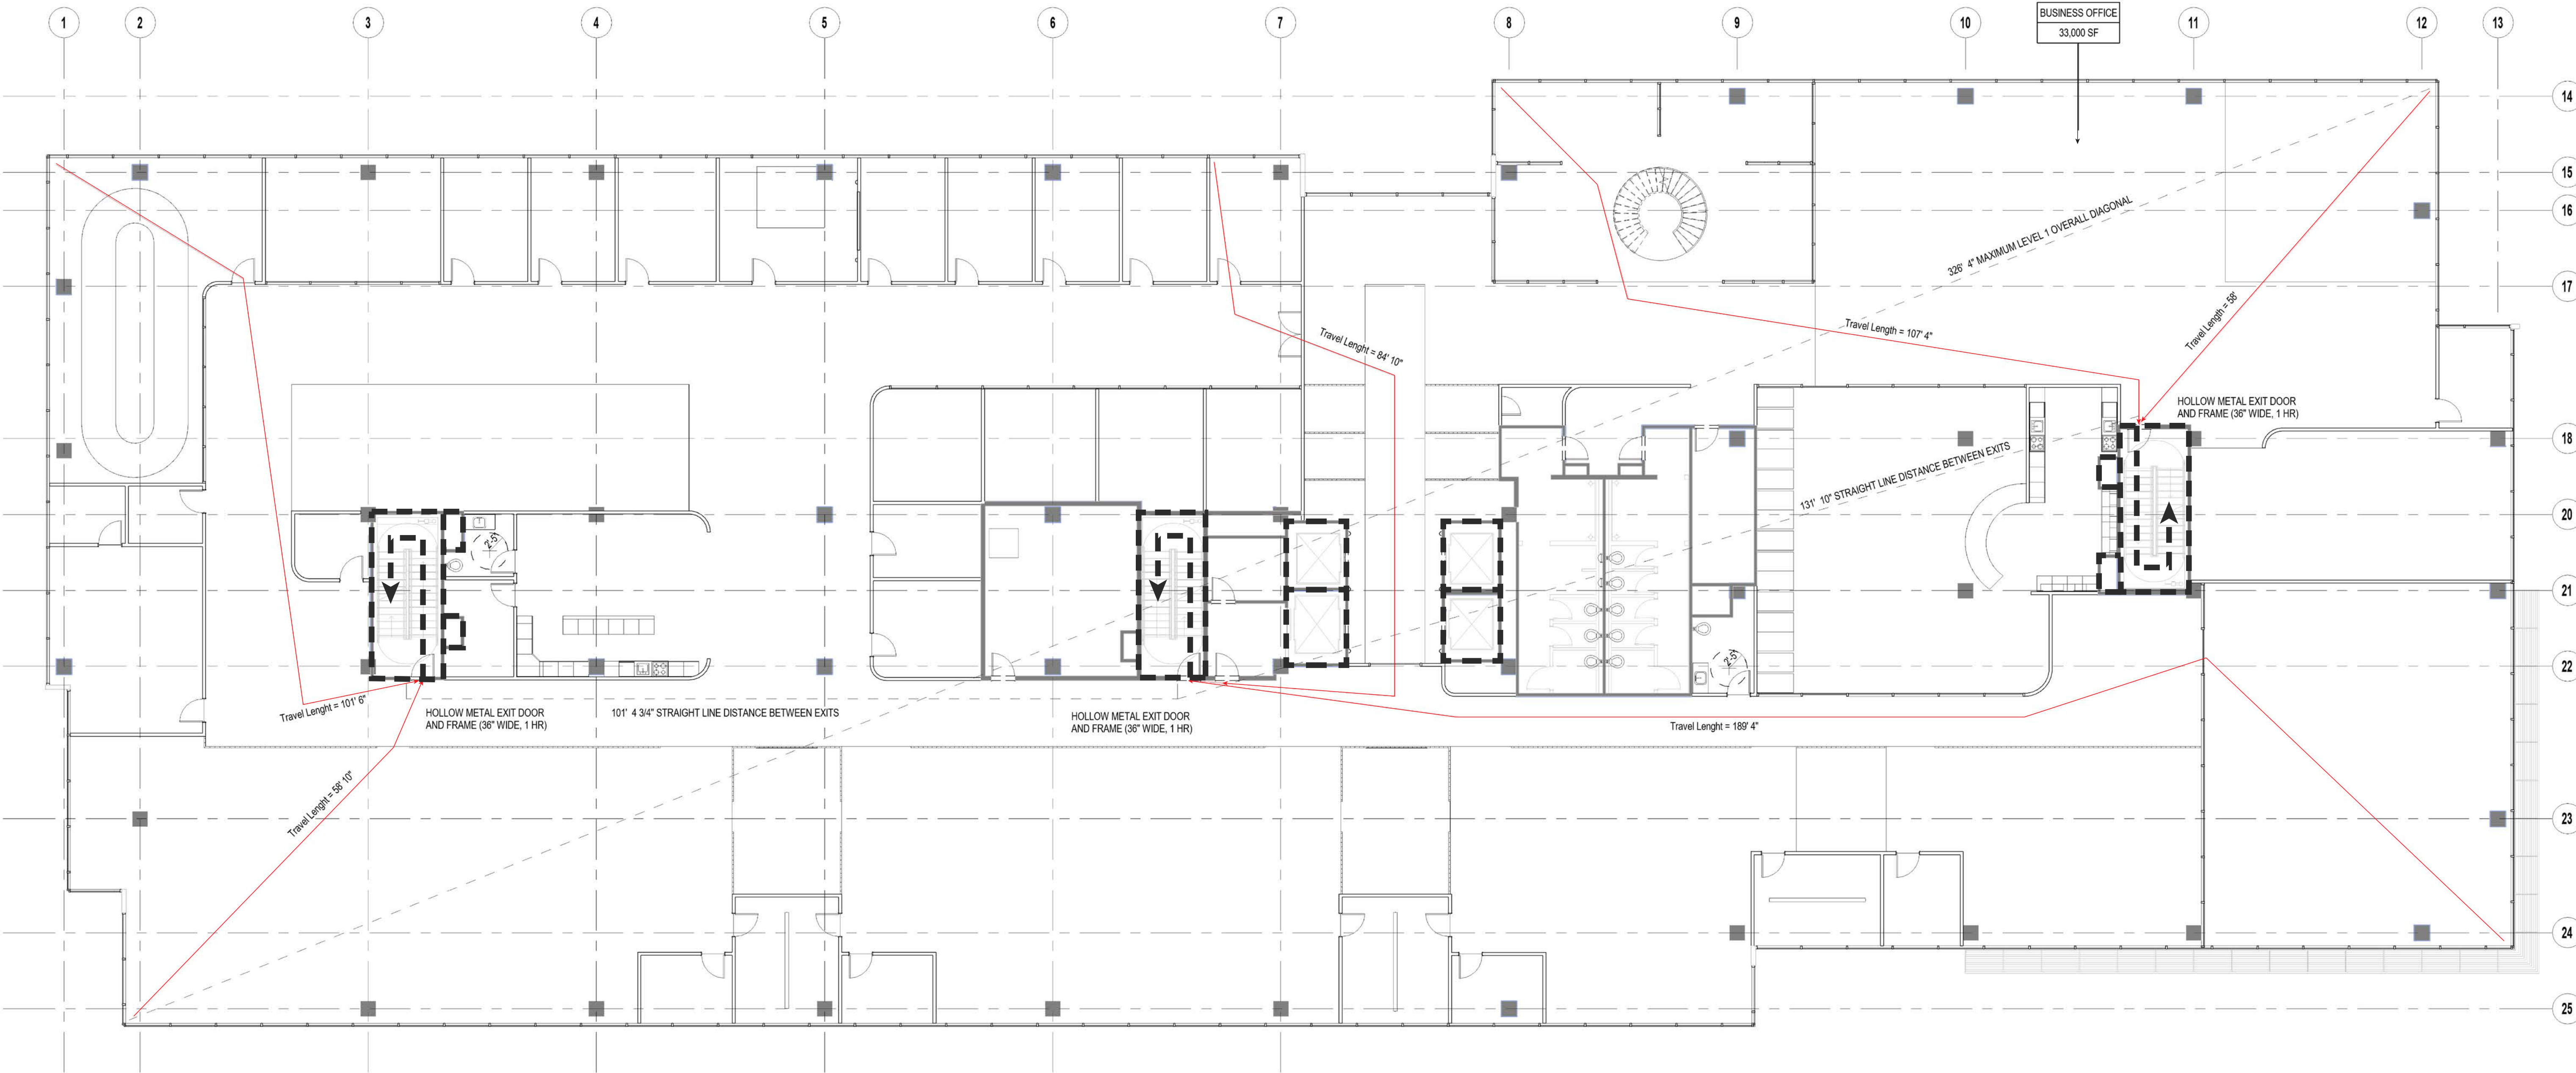 1
2
3
4
5
6
7
8
9
10
11
12
13
BUSINESS OFFICE
33,000 SF
14
15
16
326' 4" MAXIMUM LEVEL 1 OVERALL DIAGONAL
17
Travel Lenght = 84' 10"
Travel Length = 107' 4"
Travel Length = 58'
HOLLOW METAL EXIT DOOR
AND FRAME (36" WIDE, 1 HR)
18
131' 10" STRAIGHT LINE DISTANCE BETWEEN EXITS
20
2'-5"
21
22
2'-5"
Travel Lenght = 101' 6"
HOLLOW METAL EXIT DOOR
AND FRAME (36" WIDE, 1 HR)
101' 4 3/4" STRAIGHT LINE DISTANCE BETWEEN EXITS
HOLLOW METAL EXIT DOOR
AND FRAME (36" WIDE, 1 HR)
Travel Lenght = 189' 4"
Travel Lenght = 58' 10"
23
24
25